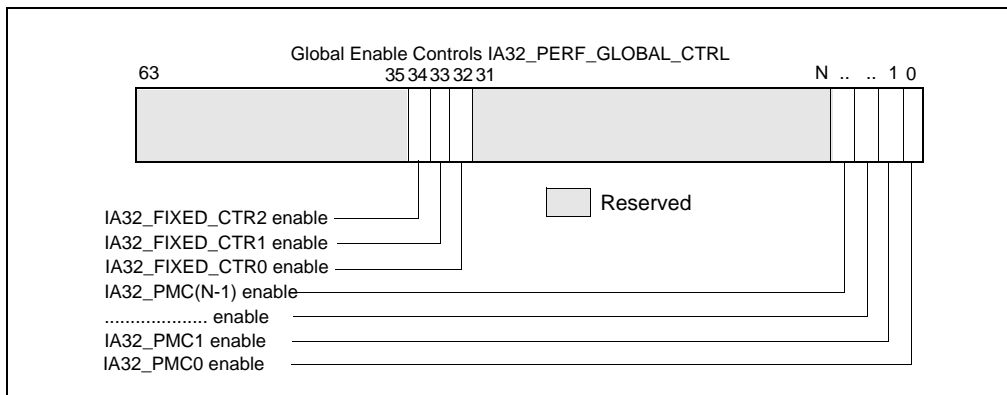 Global Enable Controls IA32_PERF_GLOBAL_CTRL
63 35 34 33 32 31 N .. .. 1 0
Reserved
IA32_FIXED_CTR2 enable
IA32_FIXED_CTR1 enable
IA32_FIXED_CTR0 enable
IA32_PMC(N-1) enable
.................... enable
IA32_PMC1 enable
IA32_PMC0 enable